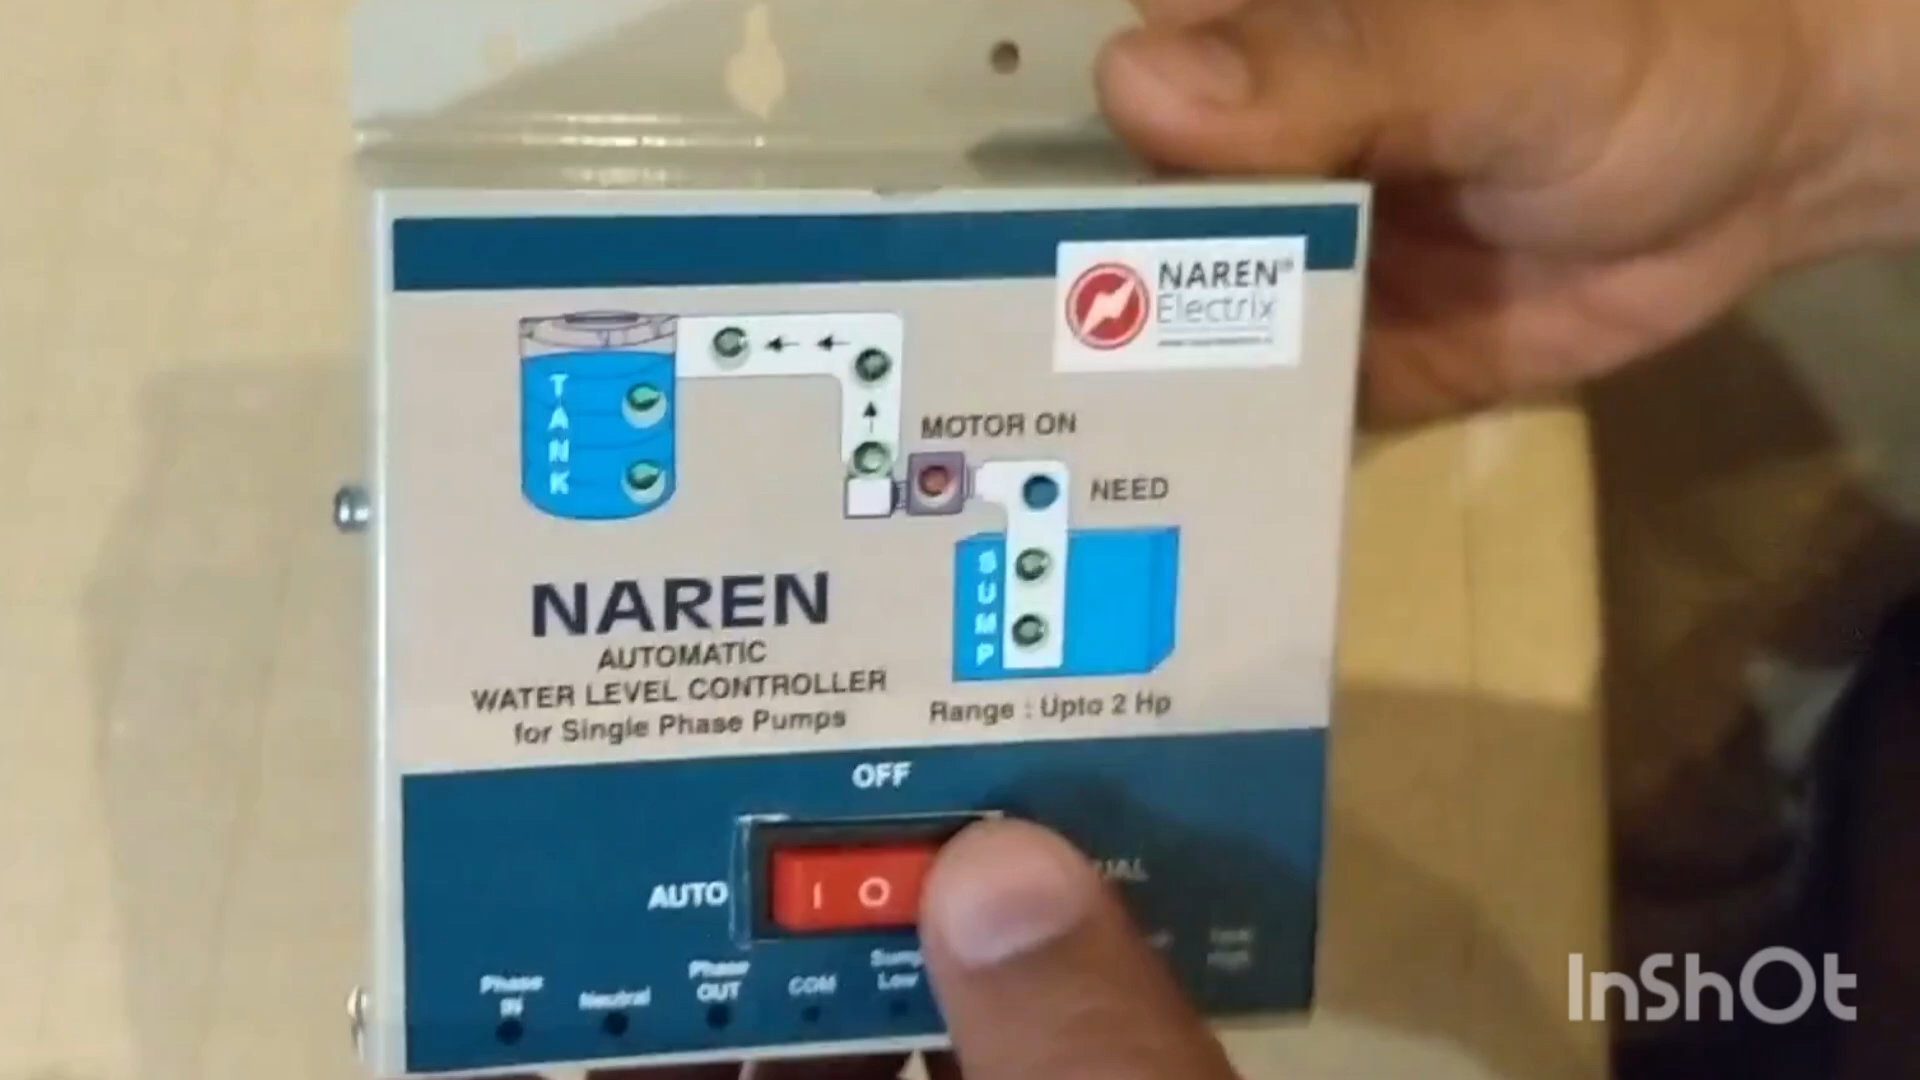 NAREN®
Electrix
TANK
MOTOR ON
NEED
SUMP
NAREN
AUTOMATIC
WATER LEVEL CONTROLLER
for Single Phase Pumps
Range : Upto 2 Hp
OFF
AUTO
I O
UAL
Phase
IN
Neutral
Phase
OUT
COM
Sump
Low
InShOt